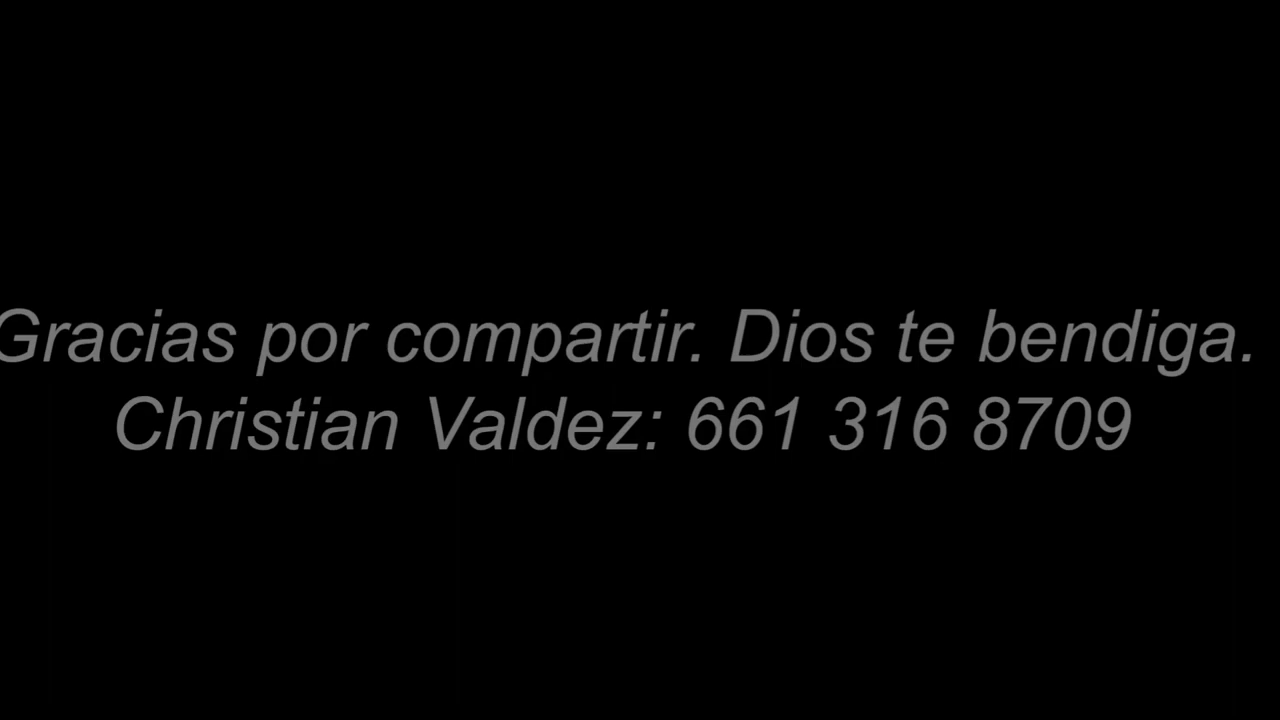 Gracias por compartir. Dios te bendiga.
Christian Valdez: 661 316 8709